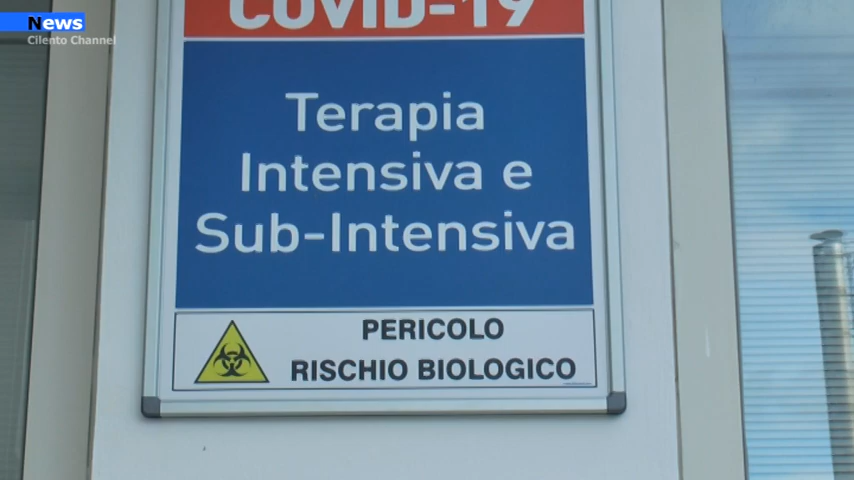 News
Cilento Channel
COVID-19
Terapia
Intensiva e
Sub-Intensiva
PERICOLO
RISCHIO BIOLOGICO